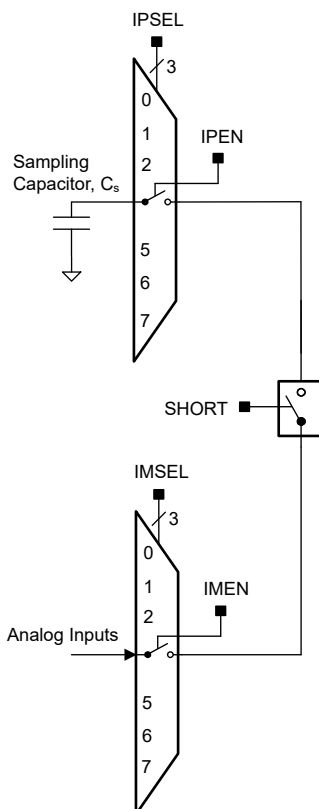 IPSEL
3
0
1
2
IPEN
Sampling
Capacitor, Cₛ
5
6
7
SHORT
IMSEL
3
0
1
2
IMEN
Analog Inputs
5
6
7